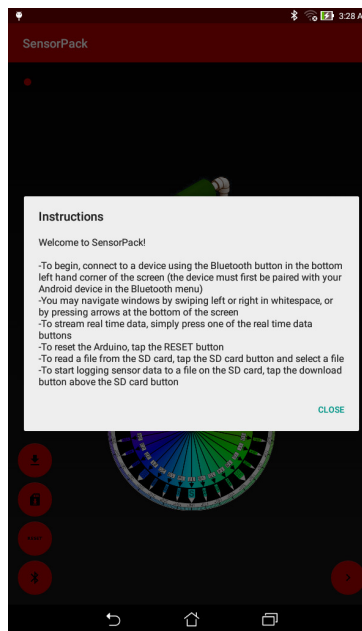 3:28 A
SensorPack
Instructions
Welcome to SensorPack!
-To begin, connect to a device using the Bluetooth button in the bottom
left hand corner of the screen (the device must first be paired with your
Android device in the Bluetooth menu)
-You may navigate windows by swiping left or right in whitespace, or
by pressing arrows at the bottom of the screen
-To stream real time data, simply press one of the real time data
buttons
-To reset the Arduino, tap the RESET button
-To read a file from the SD card, tap the SD card button and select a file
-To start logging sensor data to a file on the SD card, tap the download
button above the SD card button
CLOSE